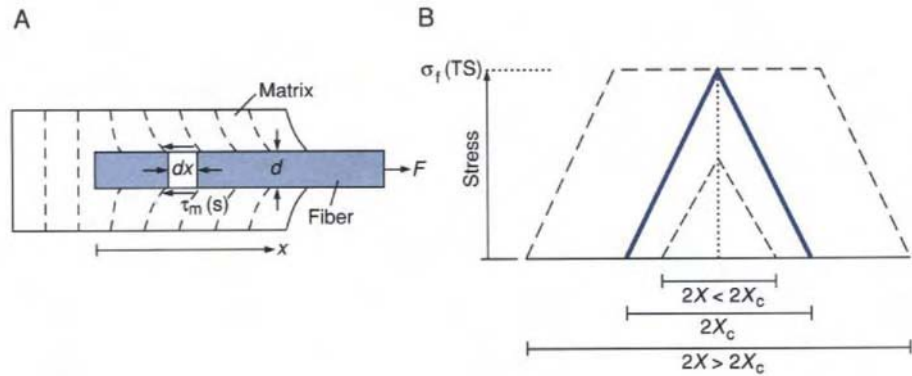 A
Matrix
dx
d
F
τm(s)
Fiber
x
B
σf(TS)
Stress
2X < 2Xc
2Xc
2X > 2Xc